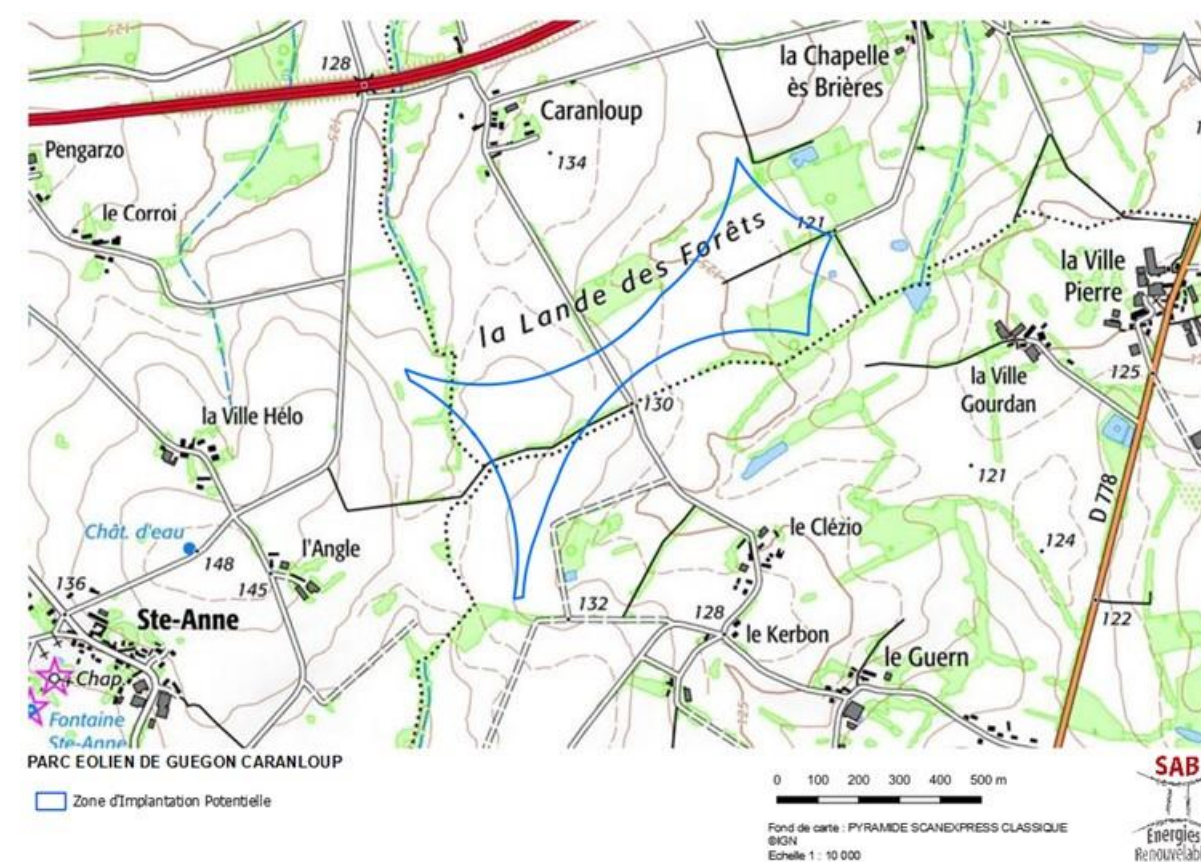 128
134
121
125
130
125
121
D 778
124
122
128
132
148
145
136
125
Pengarzo
le Corroi
Caranloup
la Chapelle
ès Brières
la Lande des Forêts
la Ville
Pierre
la Ville
Gourdan
la Ville Hélo
Chât. d'eau
l'Angle
Ste-Anne
Chap.
Fontaine
Ste-Anne
le Clézio
le Kerbon
le Guern
PARC EOLIEN DE GUEGON CARANLOUP
Zone d'Implantation Potentielle
0 100 200 300 400 500 m
Fond de carte : PYRAMIDE SCANEXPRESS CLASSIQUE
©IGN
Echelle 1 : 10 000
SAB
Énergies